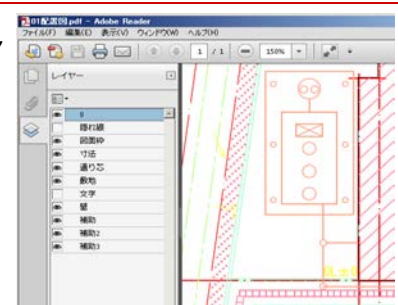 01配置図.pdf - Adobe Reader
ファイル(F) 編集(E) 表示(V) ウィンドウ(W) ヘルプ(H)
1 / 1 150%
レイヤー
0
隠れ線
図面枠
寸法
通り芯
敷地
文字
壁
補助
補助2
補助3